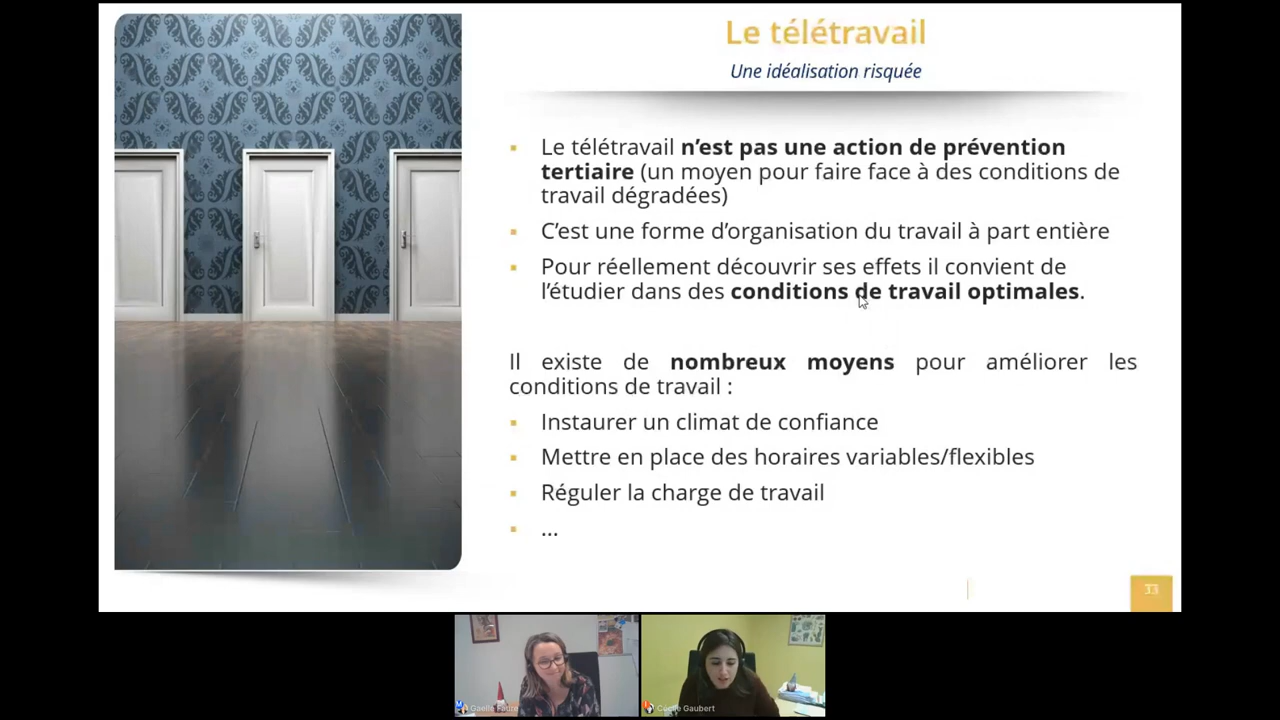 Le télétravail
Une idéalisation risquée
Le télétravail n'est pas une action de prévention
tertiaire (un moyen pour faire face à des conditions de
travail dégradées)
C'est une forme d'organisation du travail à part entière
Pour réellement découvrir ses effets il convient de
l'étudier dans des conditions de travail optimales.
Il existe de nombreux moyens pour améliorer les
conditions de travail :
Instaurer un climat de confiance
Mettre en place des horaires variables/flexibles
Réguler la charge de travail
...
33
Gaelle
Gaubert